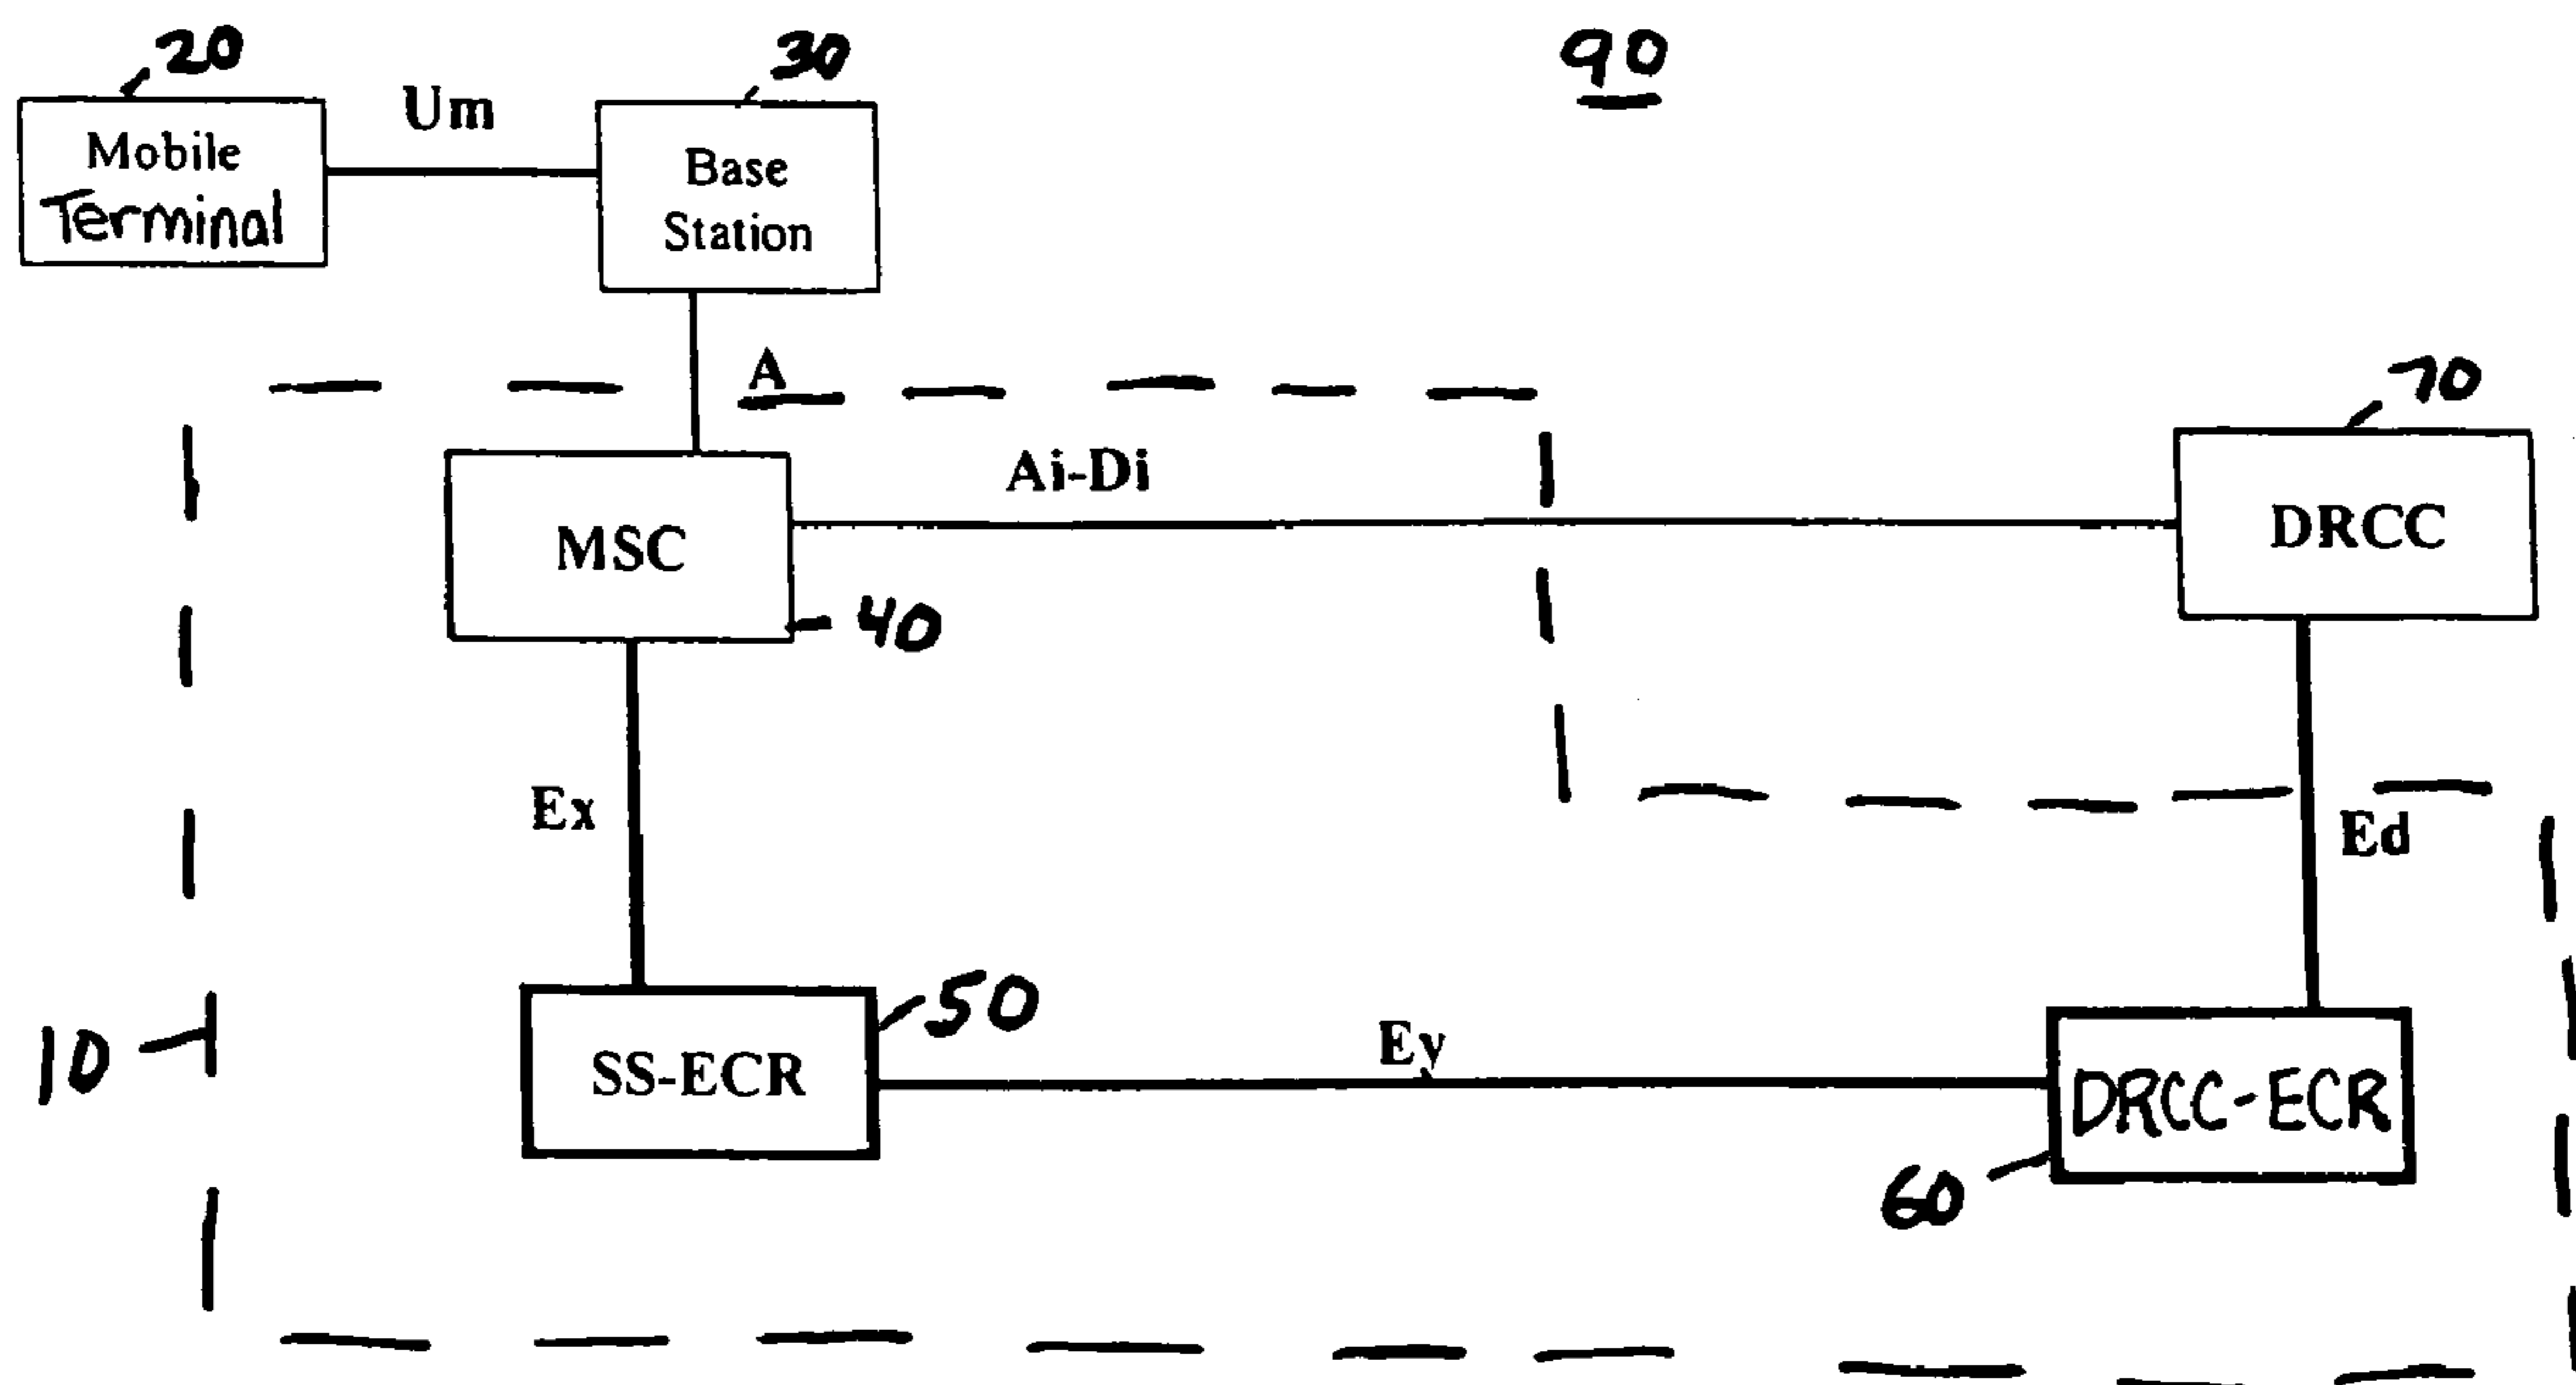 20
30
90
Um
Mobile
Terminal
Base
Station
A
70
Ai-Di
MSC
DRCC
40
Ex
Ed
50
10
SS-ECR
Ey
DRCC-ECR
60